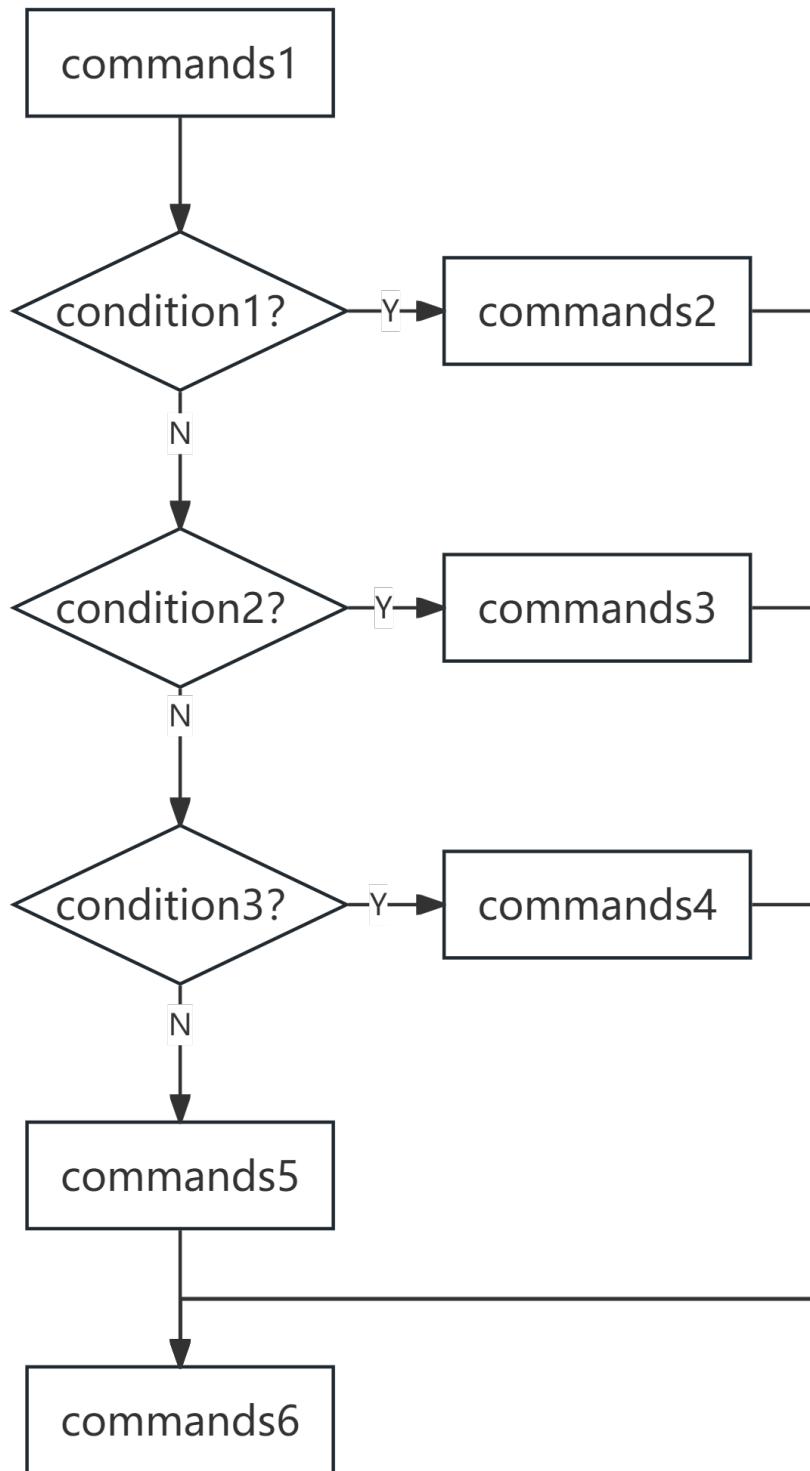 commands1
condition1?
Y
commands2
N
condition2?
Y
commands3
N
condition3?
Y
commands4
N
commands5
commands6